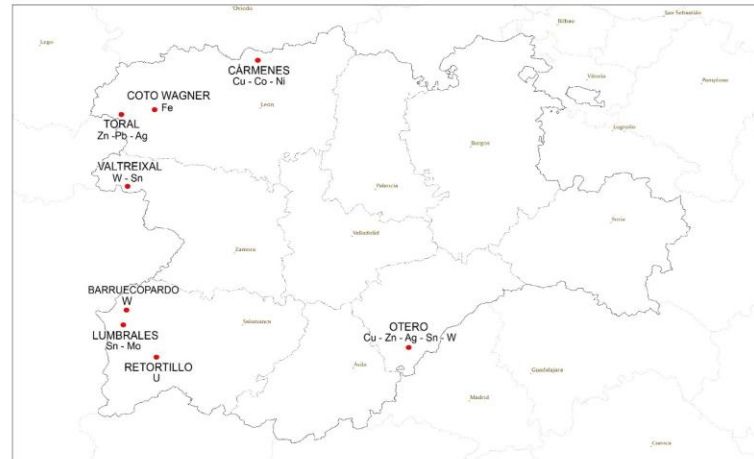 Oviedo
San Sebastián
Bilbao
Lugo
CÁRMENES
Cu - Co - Ni
Vitoria
Pamplona
COTO WAGNER
Fe
León
TORAL
Zn -Pb - Ag
Logroño
Burgos
VALTREIXAL
W - Sn
Palencia
Soria
Valladolid
Zamora
BARRUECOPARDO
W
LUMBRALES
Sn - Mo
Salamanca
RETORTILLO
U
OTERO
Cu - Zn - Ag - Sn - W
Ávila
Guadalajara
Madrid
Cuenca